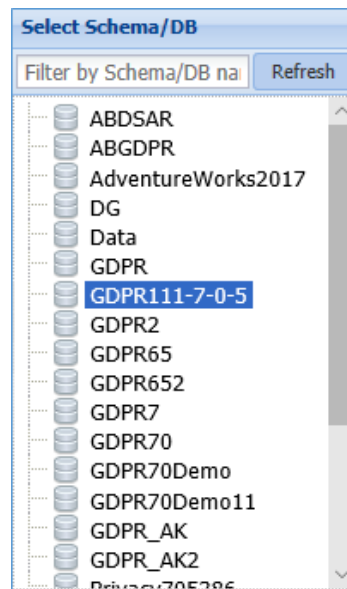 Select Schema/DB
Filter by Schema/DB nai Refresh
ABDSAR
ABGDPR
AdventureWorks2017
DG
Data
GDPR
GDPR111-7-0-5
GDPR2
GDPR65
GDPR652
GDPR7
GDPR70
GDPR70Demo
GDPR70Demo11
GDPR_AK
GDPR_AK2